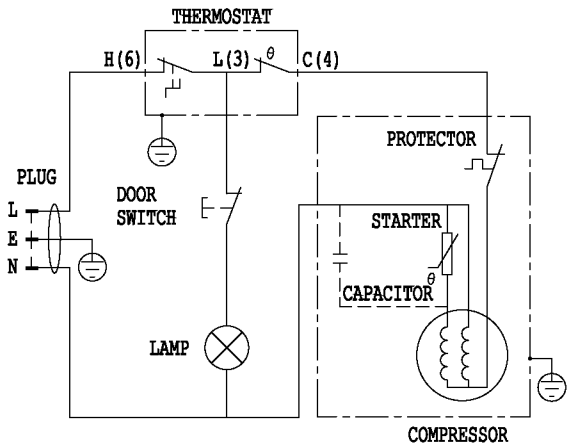 THERMOSTAT
H(6) L(3) θ C(4)
PROTECTOR
PLUG
DOOR
SWITCH
L
E
N
STARTER
θ
CAPACITOR
LAMP
COMPRESSOR